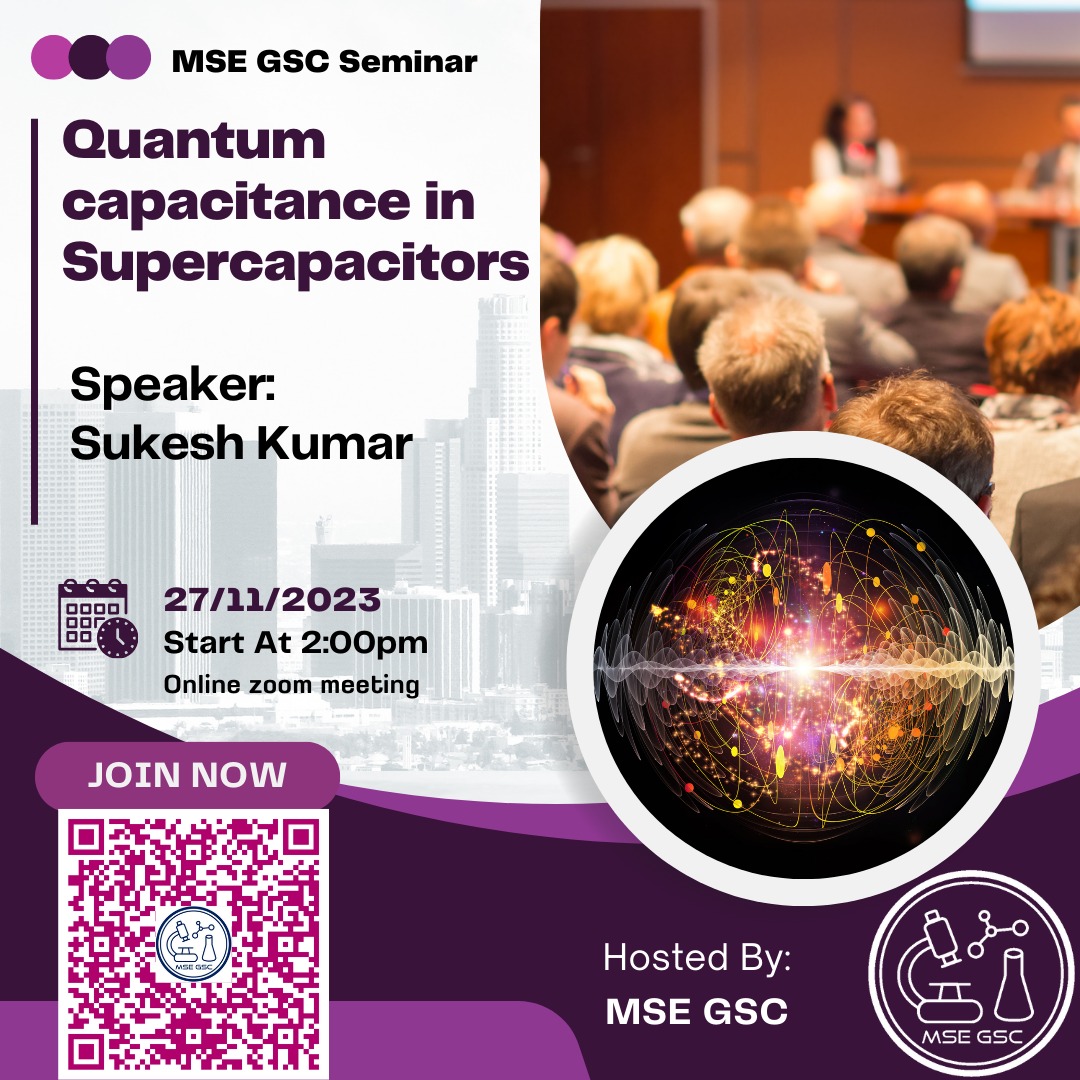 MSE GSC Seminar
Quantum
capacitance in
Supercapacitors
Speaker:
Sukesh Kumar
27/11/2023
Start At 2:00pm
Online zoom meeting
JOIN NOW
MSE GSC
Hosted By:
MSE GSC
MSE GSC